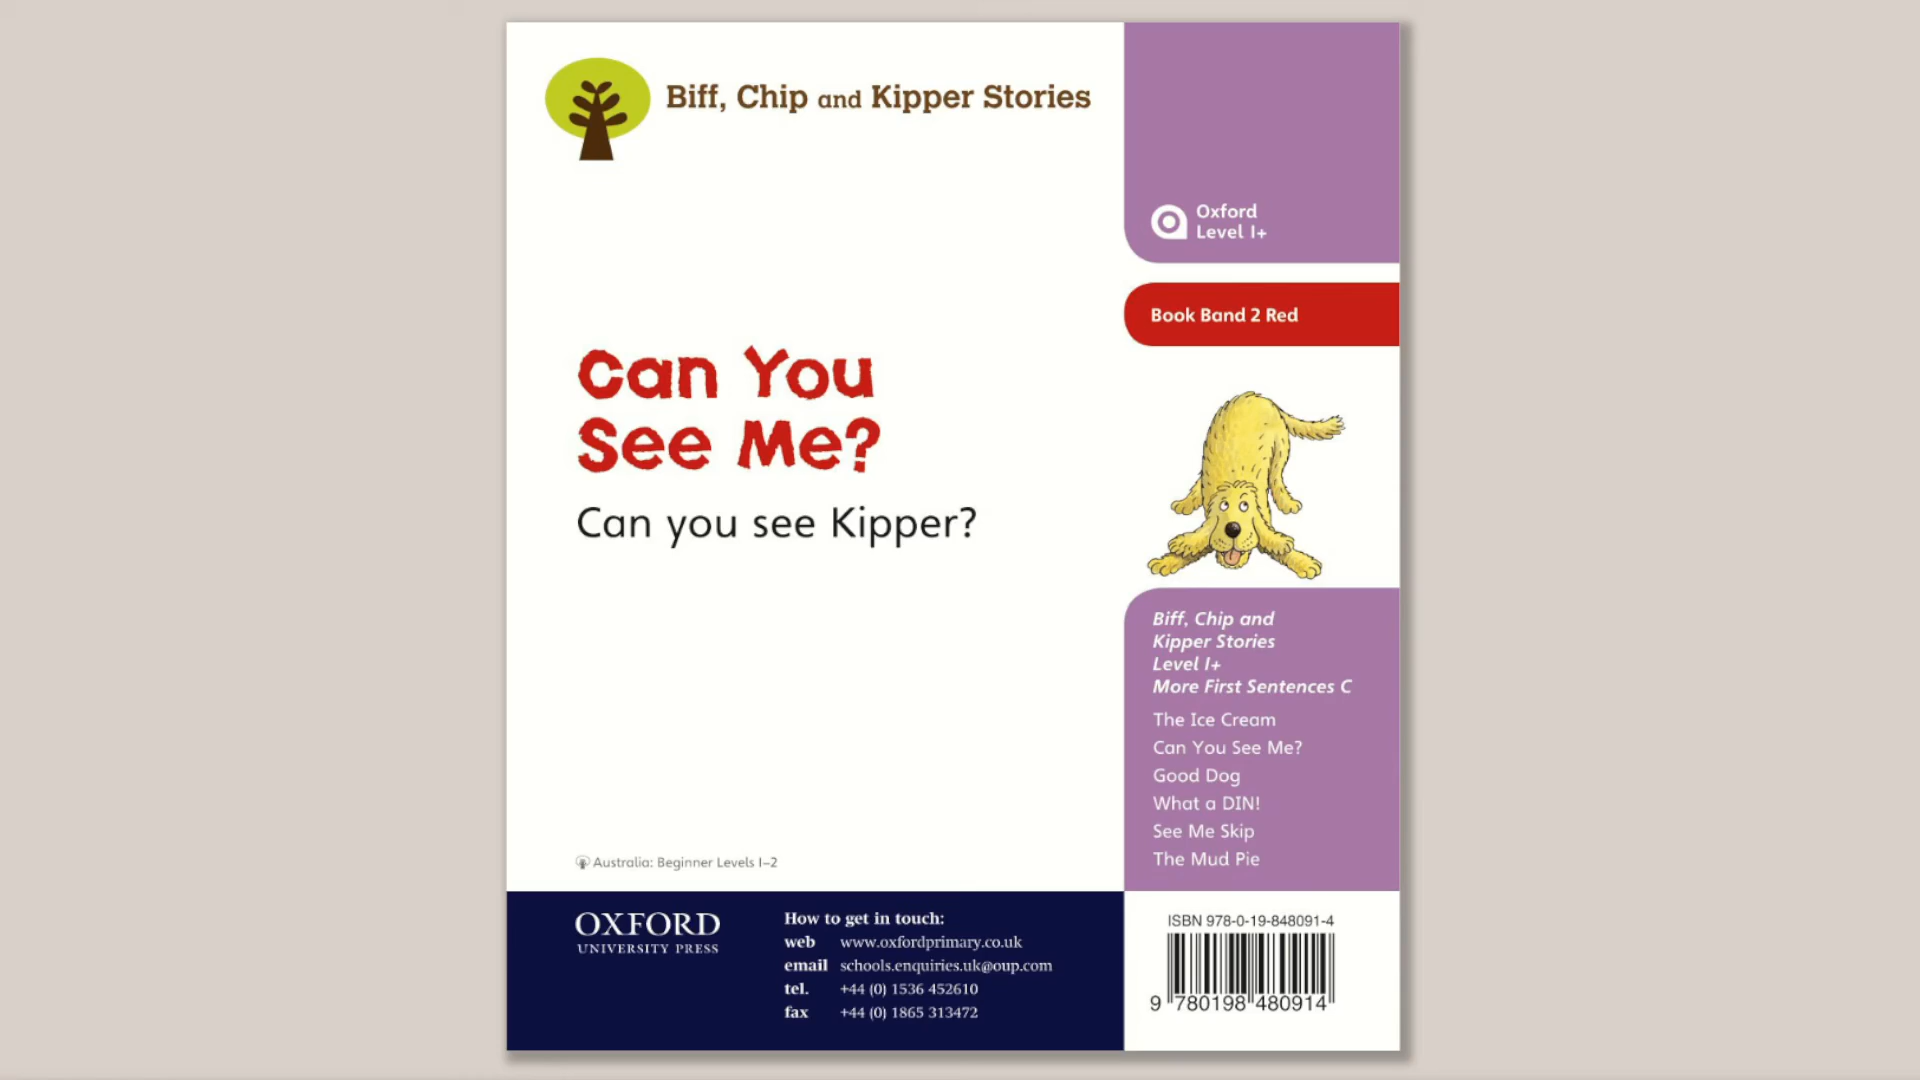 Biff, Chip and Kipper Stories
Oxford
Level 1+
Book Band 2 Red
Can You
See Me?
Can you see Kipper?
Biff, Chip and
Kipper Stories
Level 1+
More First Sentences C
The Ice Cream
Can You See Me?
Good Dog
What a DIN!
See Me Skip
The Mud Pie
Australia: Beginner Levels 1–2
OXFORD
UNIVERSITY PRESS
How to get in touch:
web www.oxfordprimary.co.uk
email schools.enquiries.uk@oup.com
tel. +44 (0) 1536 452610
fax +44 (0) 1865 313472
ISBN 978-0-19-848091-4
9 780198 480914